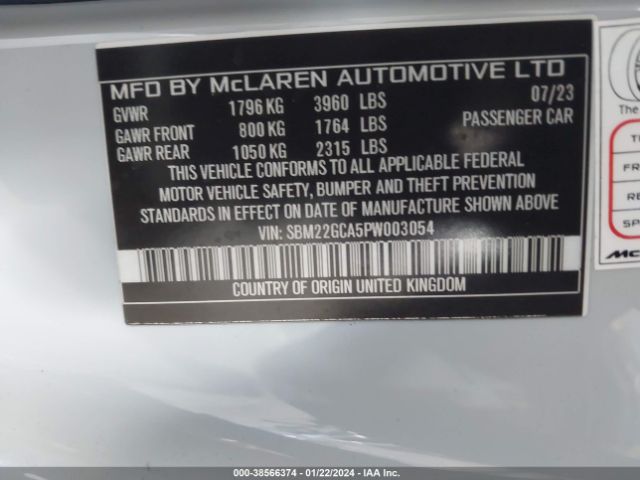 MFD BY McLAREN AUTOMOTIVE LTD
GVWR 1796 KG 3960 LBS 07/23
GAWR FRONT 800 KG 1764 LBS PASSENGER CAR
GAWR REAR 1050 KG 2315 LBS
THIS VEHICLE CONFORMS TO ALL APPLICABLE FEDERAL
MOTOR VEHICLE SAFETY, BUMPER AND THEFT PREVENTION
STANDARDS IN EFFECT ON DATE OF MANUFACTURE SHOWN ABOVE
VIN: SBM22GCA5PW003054
COUNTRY OF ORIGIN UNITED KINGDOM
The
000-38566374 - 01/22/2024 - IAA Inc.